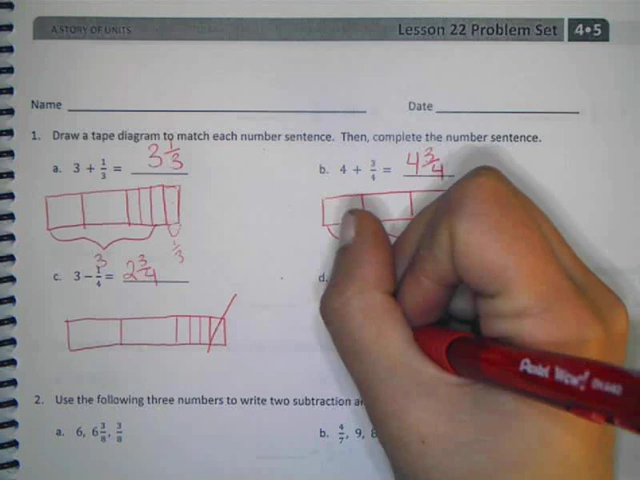 A STORY OF UNITS Lesson 22 Problem Set 4•5
Name Date
1. Draw a tape diagram to match each number sentence. Then, complete the number sentence.
a. 3 + 1/3 = 3 1/3
b. 4 + 3/4 = 4 3/4
1/3
3
c. 3 − 1/4 = 2 3/4
d.
2. Use the following three numbers to write two subtraction
a. 6, 6 3/8, 3/8
b. 4/7, 9,